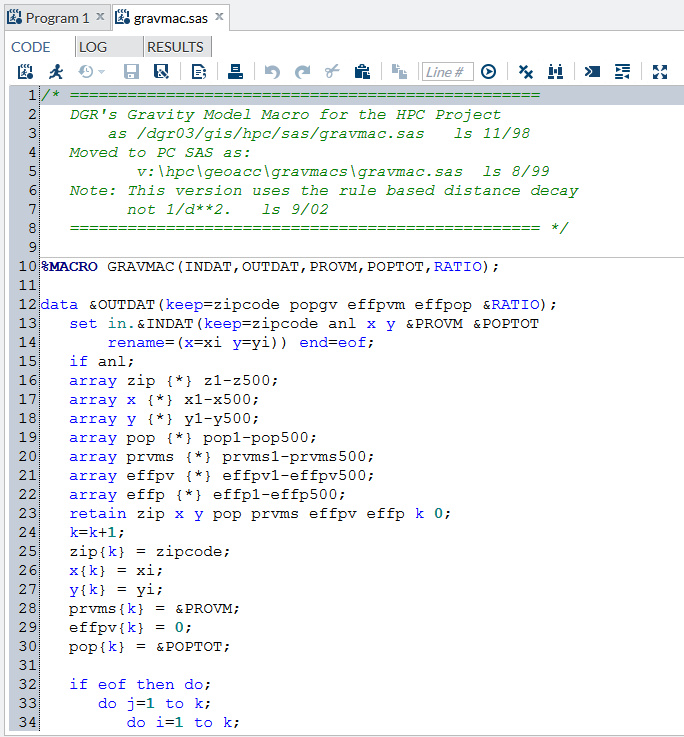 Program 1 × gravmac.sas ×
CODE LOG RESULTS
Line #
1 /* =================================================
2    DGR's Gravity Model Macro for the HPC Project
3        as /dgr03/gis/hpc/sas/gravmac.sas   ls 11/98
4    Moved to PC SAS as:
5           v:\hpc\geoacc\gravmacs\gravmac.sas  ls 8/99
6    Note: This version uses the rule based distance decay
7          not 1/d**2.   ls 9/02
8    ================================================= */
9
10 %MACRO GRAVMAC(INDAT,OUTDAT,PROVM,POPTOT,RATIO);
11
12 data &OUTDAT(keep=zipcode popgv effpvm effpop &RATIO);
13    set in.&INDAT(keep=zipcode anl x y &PROVM &POPTOT
14        rename=(x=xi y=yi)) end=eof;
15    if anl;
16    array zip {*} z1-z500;
17    array x {*} x1-x500;
18    array y {*} y1-y500;
19    array pop {*} pop1-pop500;
20    array prvms {*} prvms1-prvms500;
21    array effpv {*} effpv1-effpv500;
22    array effp {*} effp1-effp500;
23    retain zip x y pop prvms effpv effp k 0;
24    k=k+1;
25    zip{k} = zipcode;
26    x{k} = xi;
27    y{k} = yi;
28    prvms{k} = &PROVM;
29    effpv{k} = 0;
30    pop{k} = &POPTOT;
31
32    if eof then do;
33       do j=1 to k;
34          do i=1 to k;